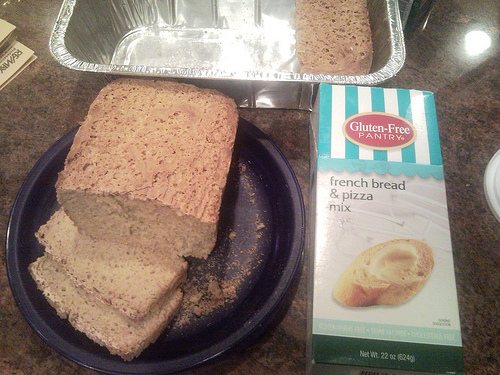 Gluten-Free
PANTRY
french bread
& pizza
mix
Net Wt. 22 oz (624g)